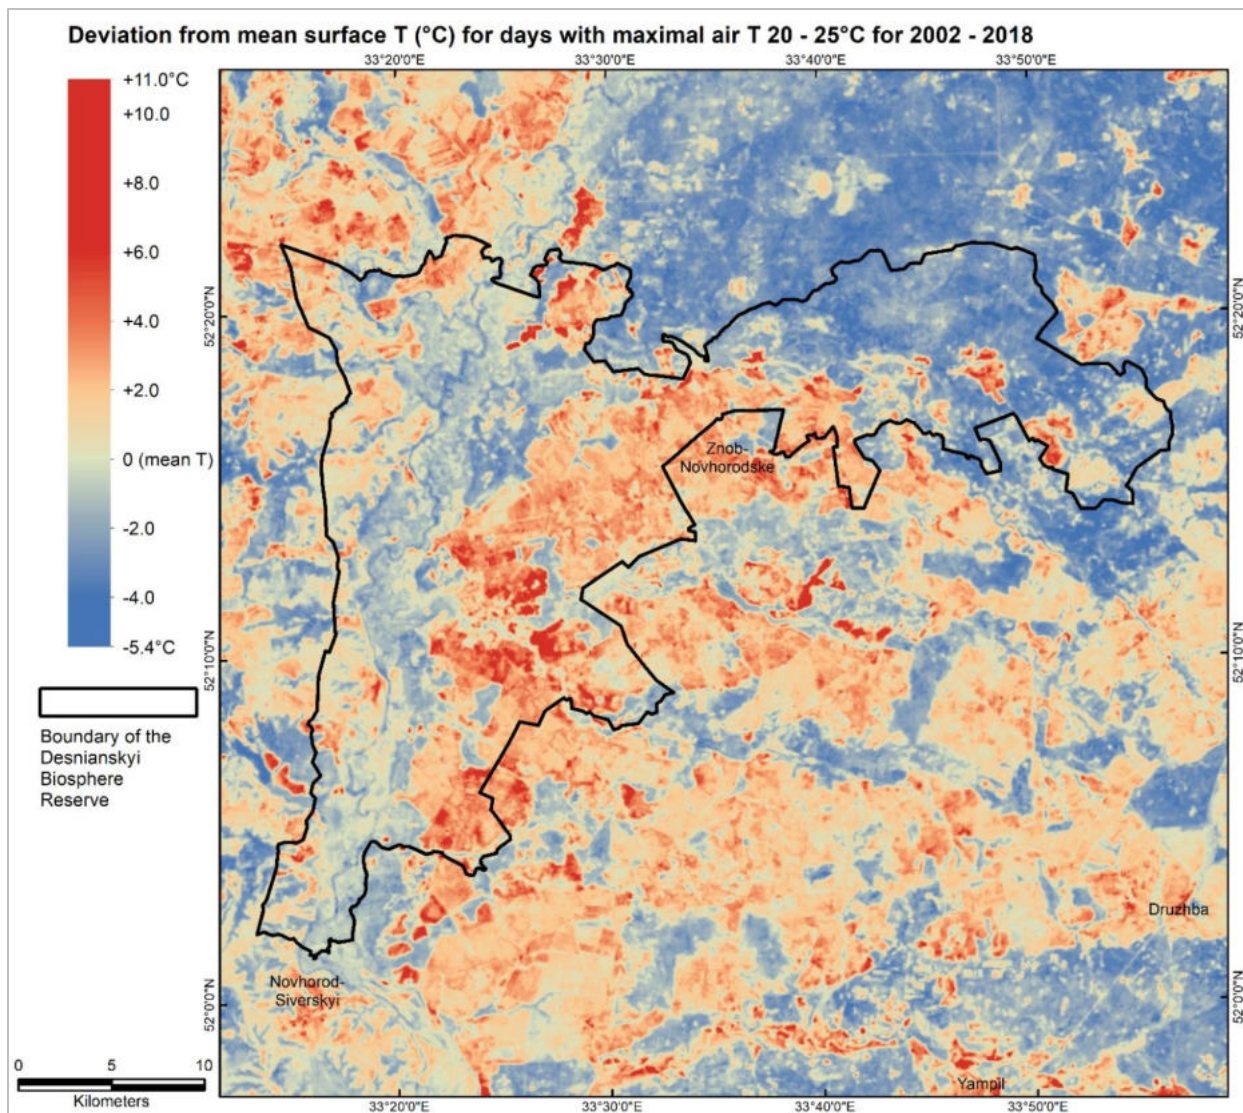 Deviation from mean surface T (°C) for days with maximal air T 20 - 25°C for 2002 - 2018
33°20'0"E
33°30'0"E
33°40'0"E
33°50'0"E
+11.0°C
+10.0
+8.0
+6.0
+4.0
+2.0
0 (mean T)
-2.0
-4.0
-5.4°C
Boundary of the
Desnianskyi
Biosphere
Reserve
52°20'0"N
52°10'0"N
52°0'0"N
52°20'0"N
52°10'0"N
52°0'0"N
Znob-
Novhorodske
Druzhba
Novhorod-
Siverskyi
Yampil
0
5
10
Kilometers
33°20'0"E
33°30'0"E
33°40'0"E
33°50'0"E